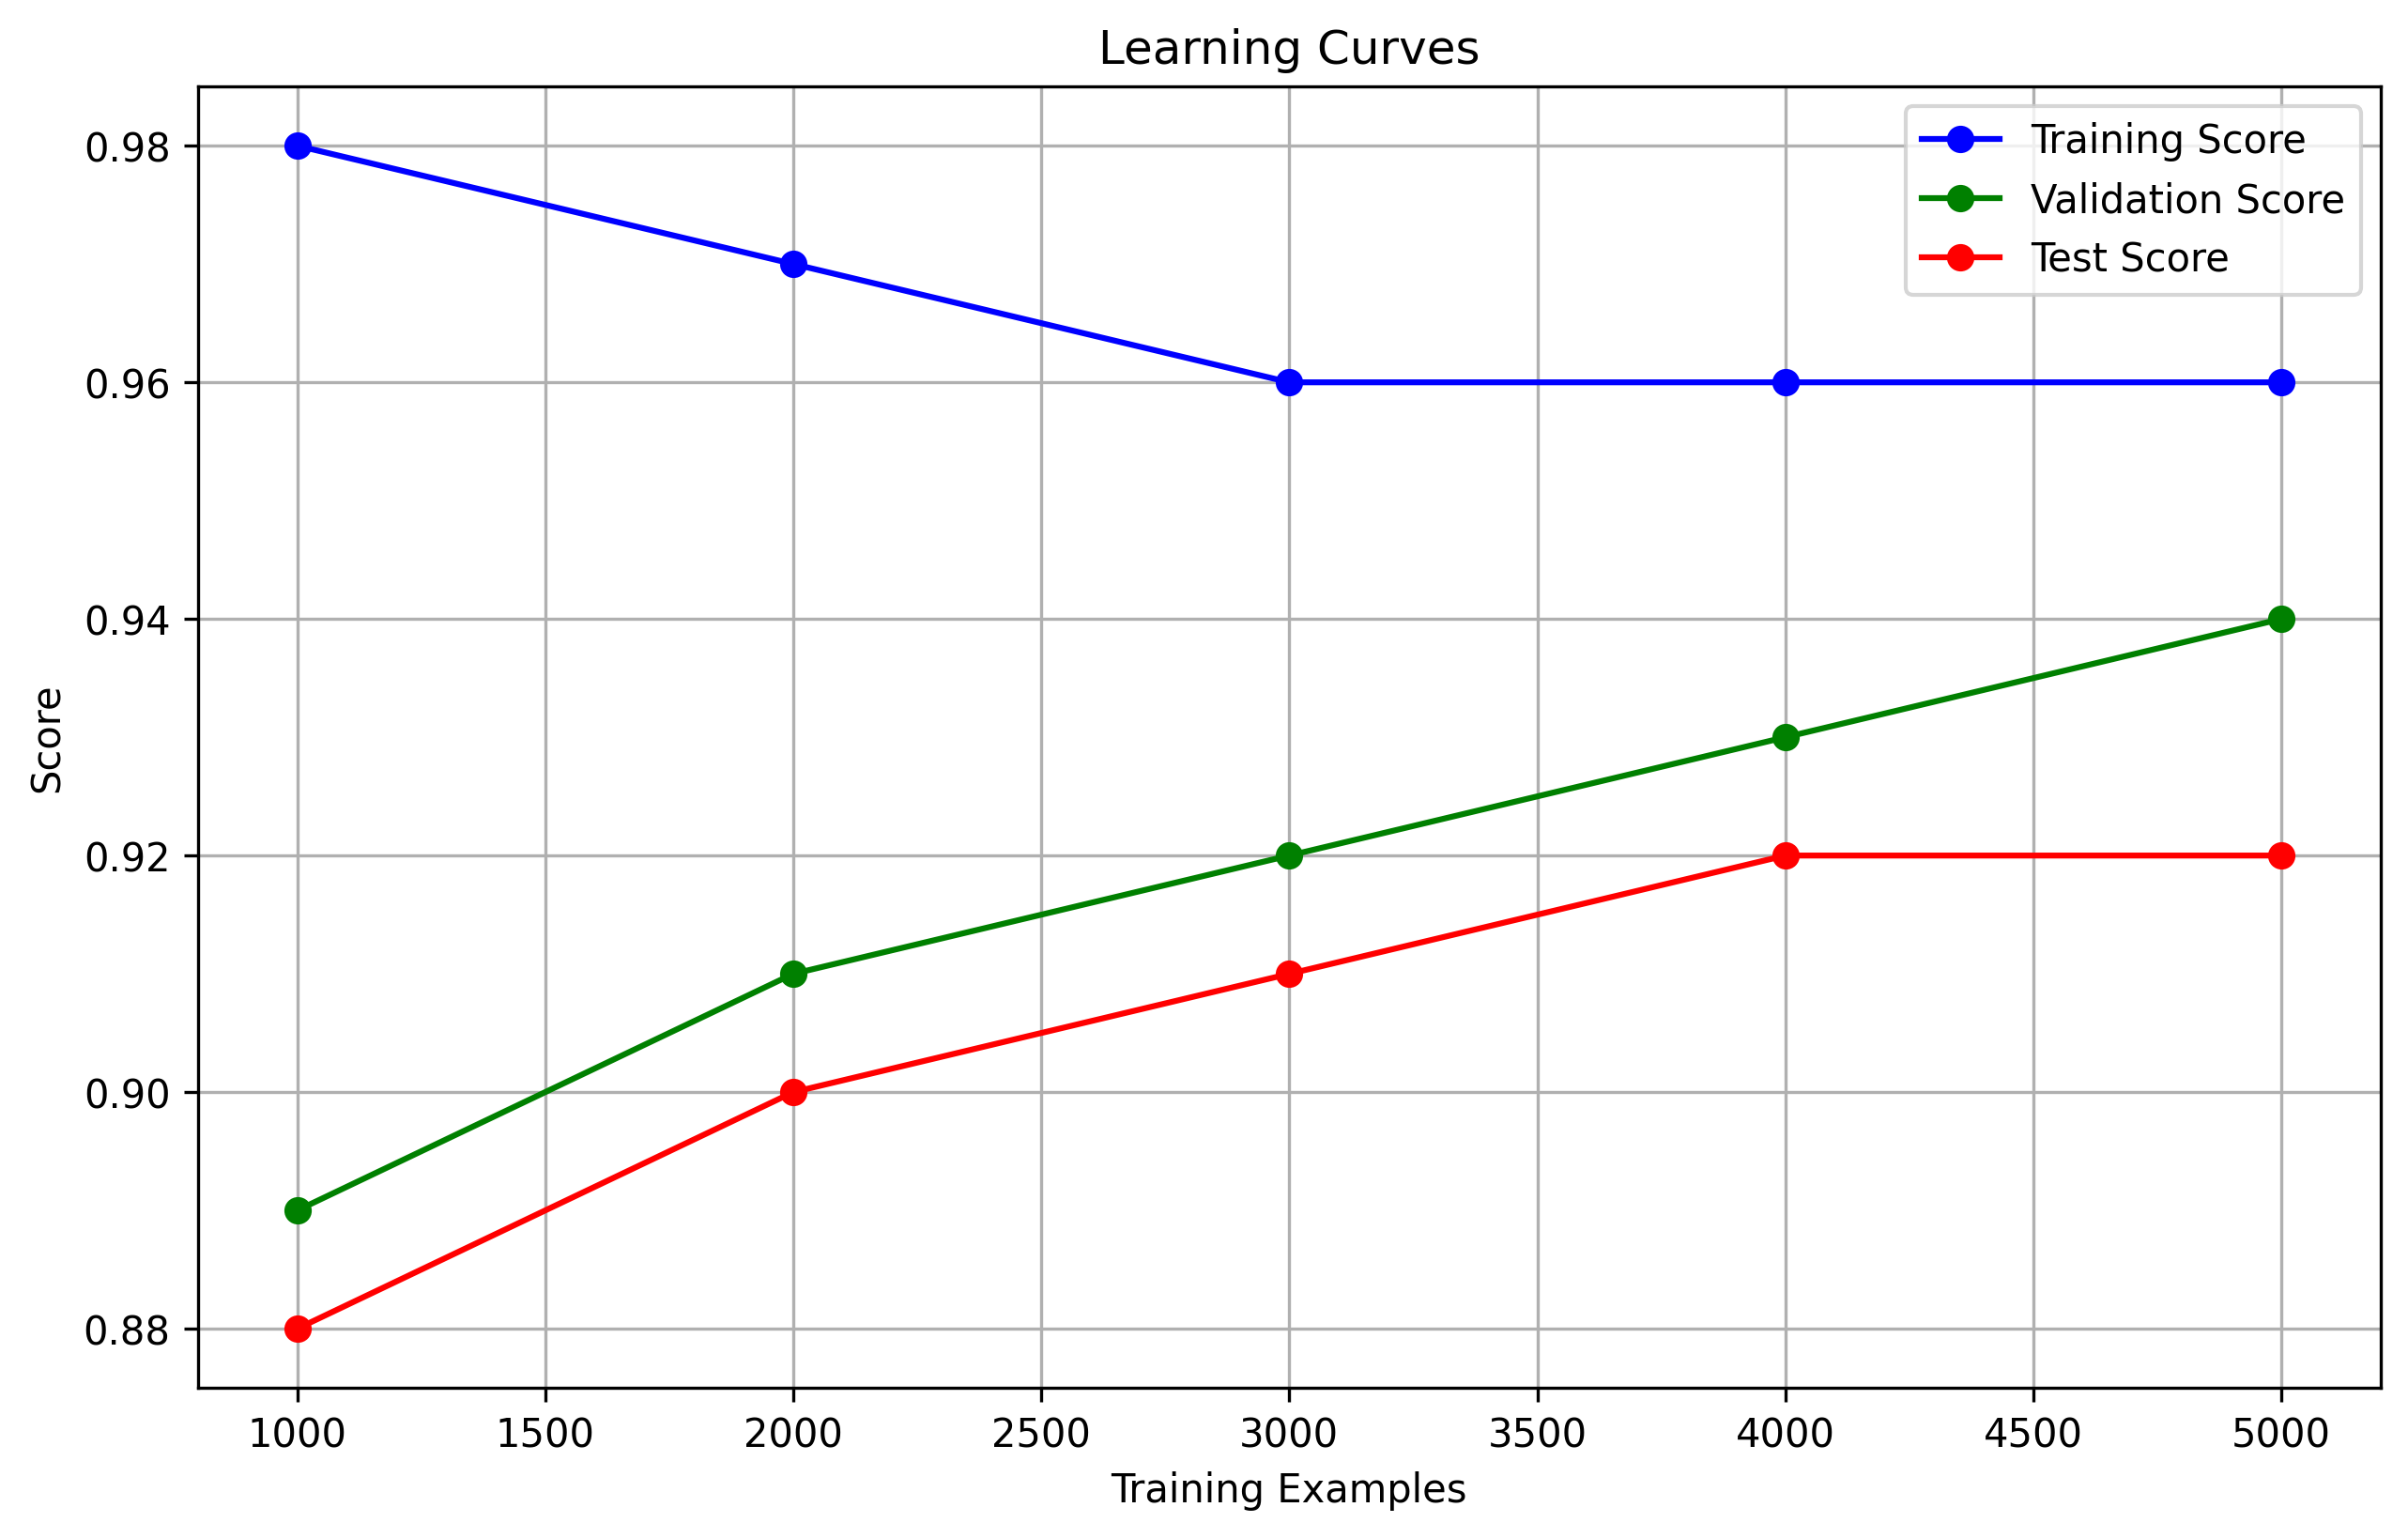 Learning Curves
Training Score
Validation Score
Test Score
0.98
0.96
0.94
0.92
0.90
0.88
Score
1000 1500 2000 2500 3000 3500 4000 4500 5000
Training Examples